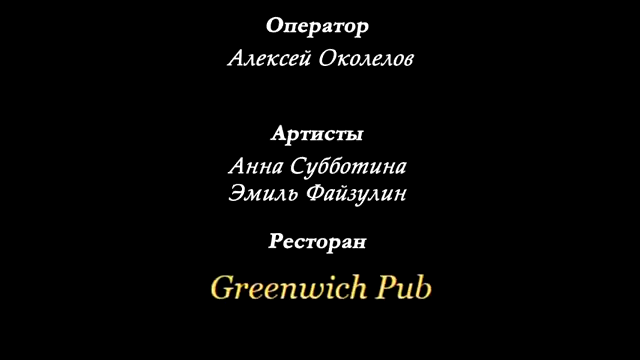 Оператор
Алексей Околелов
Артисты
Анна Субботина
Эмиль Файзулин
Ресторан
Greenwich Pub